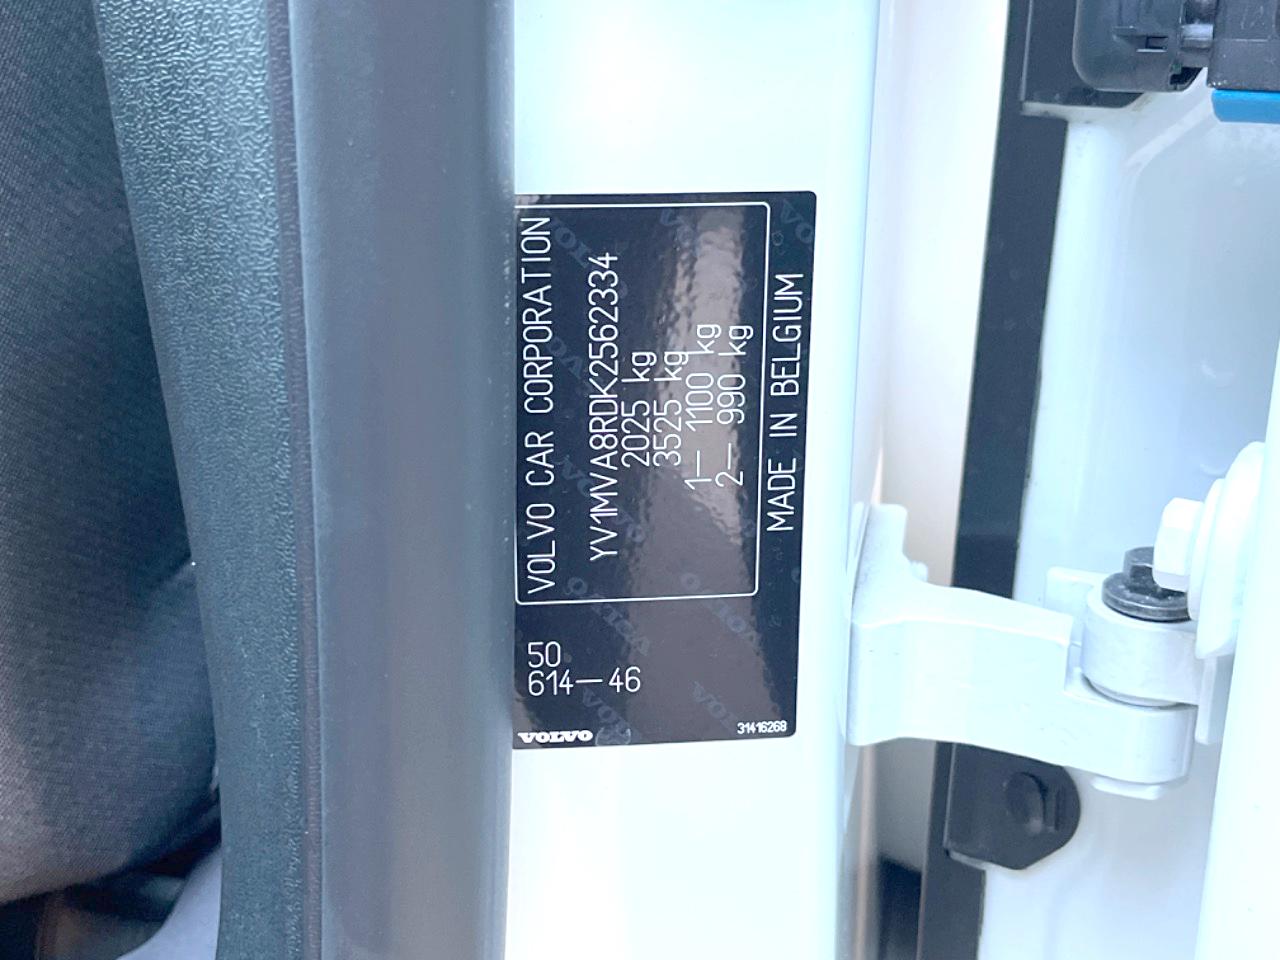 VOLVO CAR CORPORATION
YV1MVA8RDK2562334
2025 kg
3525 kg
1— 1100 kg
2— 990 kg
MADE IN BELGIUM
50
614—46
VOLVO
31416268